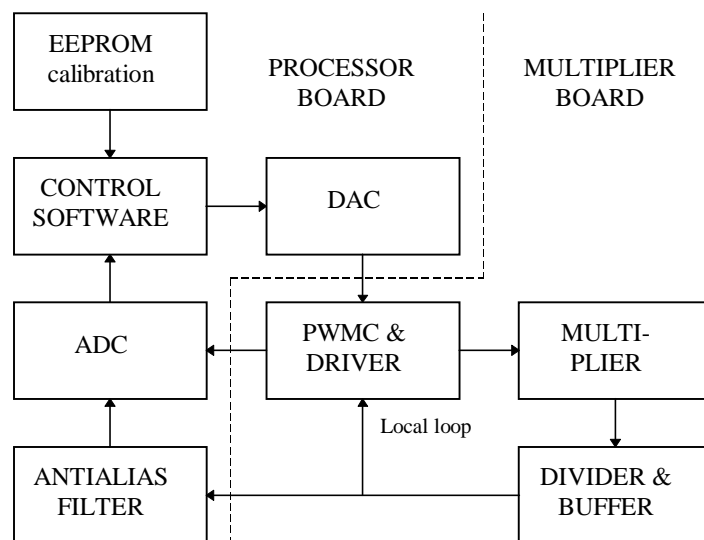 EEPROM
calibration
PROCESSOR
BOARD
MULTIPLIER
BOARD
CONTROL
SOFTWARE
DAC
ADC
PWMC &
DRIVER
MULTI-
PLIER
Local loop
ANTIALIAS
FILTER
DIVIDER &
BUFFER